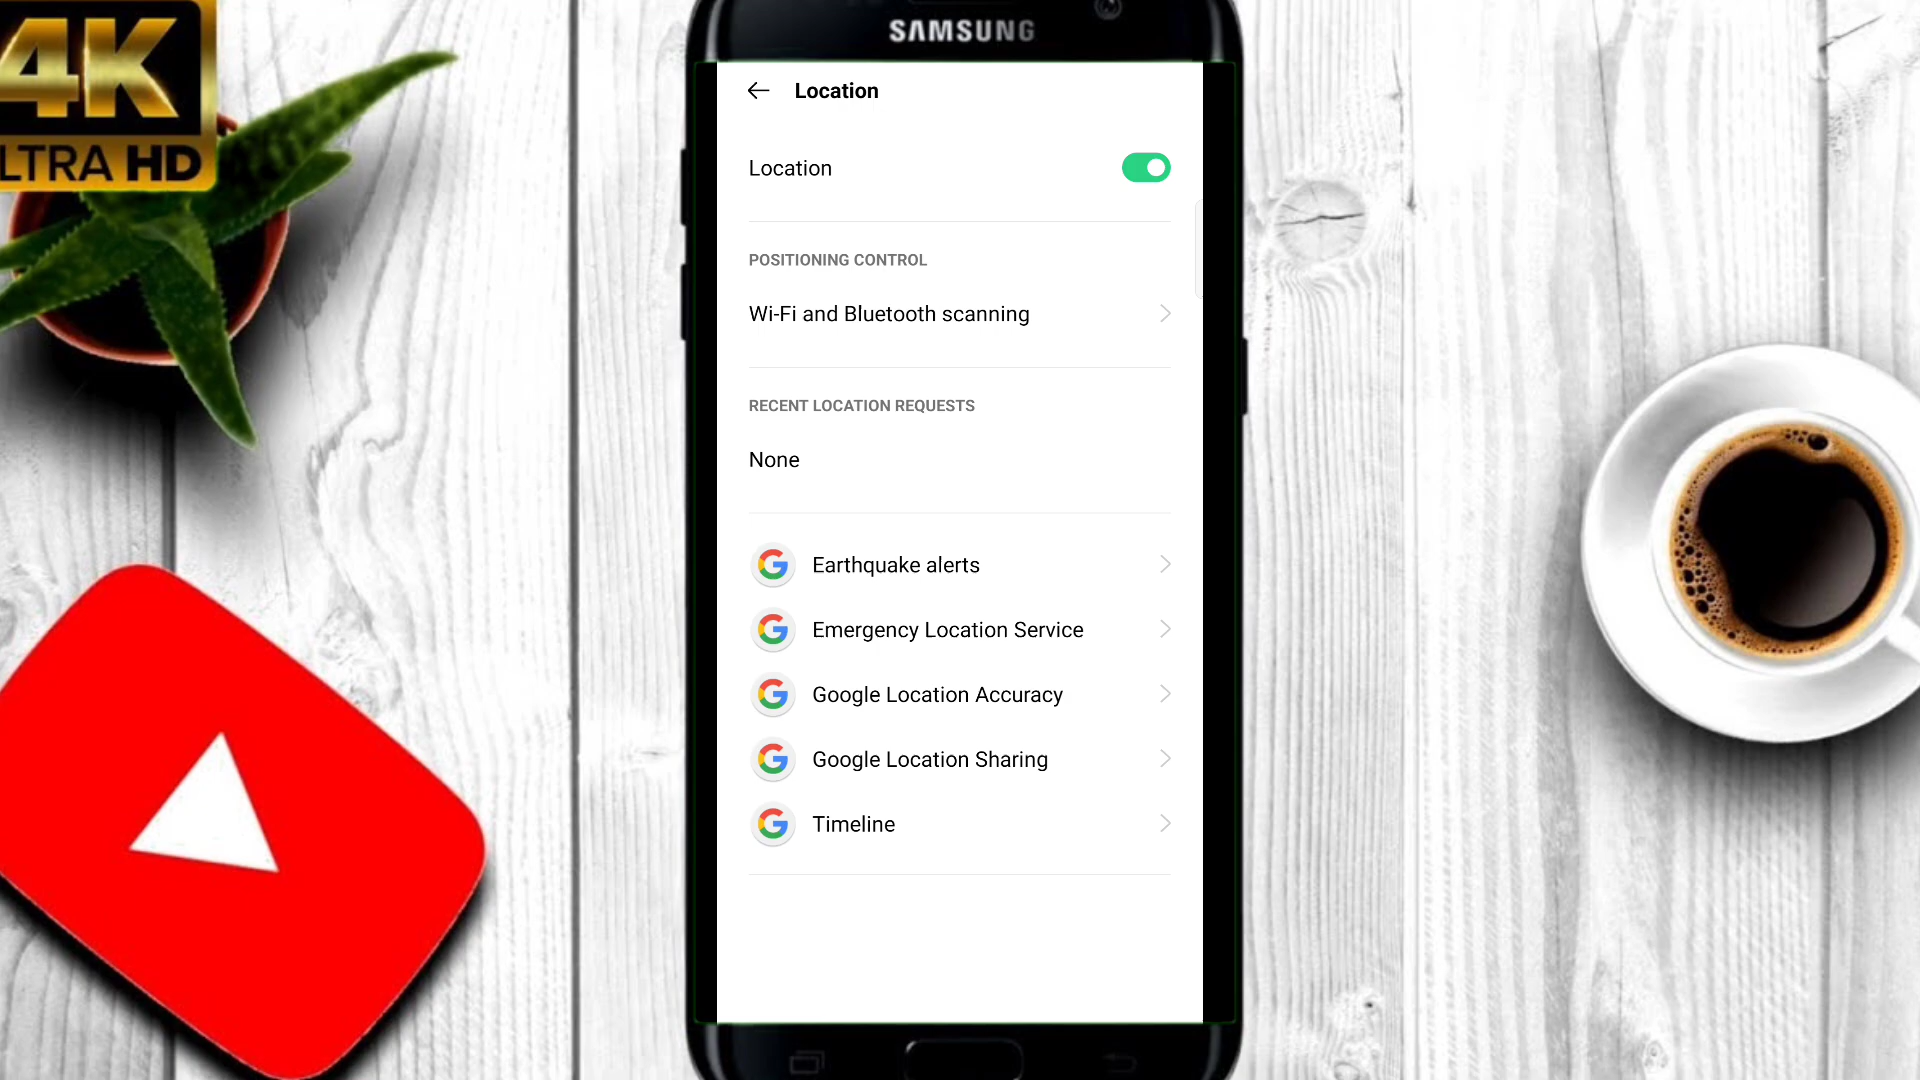 4K
LTRA HD
SAMSUNG
Location
Location
POSITIONING CONTROL
Wi-Fi and Bluetooth scanning
RECENT LOCATION REQUESTS
None
Earthquake alerts
Emergency Location Service
Google Location Accuracy
Google Location Sharing
Timeline